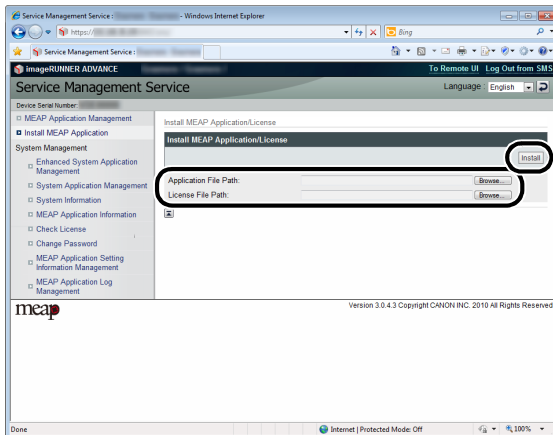 Service Management Service : - Windows Internet Explorer
https://
Bing
Service Management Service :
imageRUNNER ADVANCE
To Remote UI Log Out from SMS
Service Management Service
Language : English
Device Serial Number:
MEAP Application Management
Install MEAP Application
System Management
Enhanced System Application
Management
System Application Management
System Information
MEAP Application Information
Check License
Change Password
MEAP Application Setting
Information Management
MEAP Application Log
Management
Install MEAP Application/License
Install MEAP Application/License
Install
Application File Path: Browse...
License File Path: Browse...
meap
Version 3.0.4.3 Copyright CANON INC. 2010 All Rights Reserved
Done
Internet | Protected Mode: Off
100%